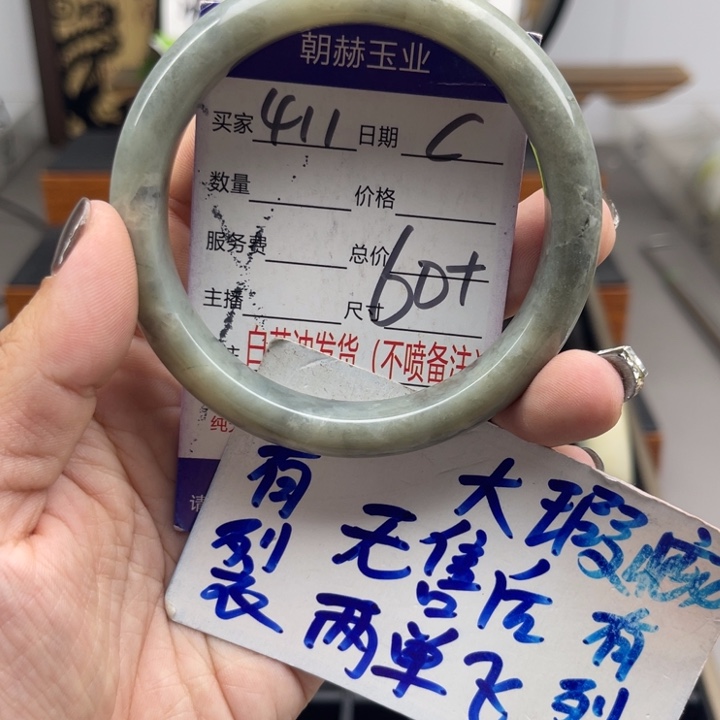 朝赫玉业
买家 411 日期 C
数量 价格
服务费 总价
主播 尺寸 60+
白茶油发货（不喷备注）
有裂
大瑕疵
无售后
有裂
两单飞